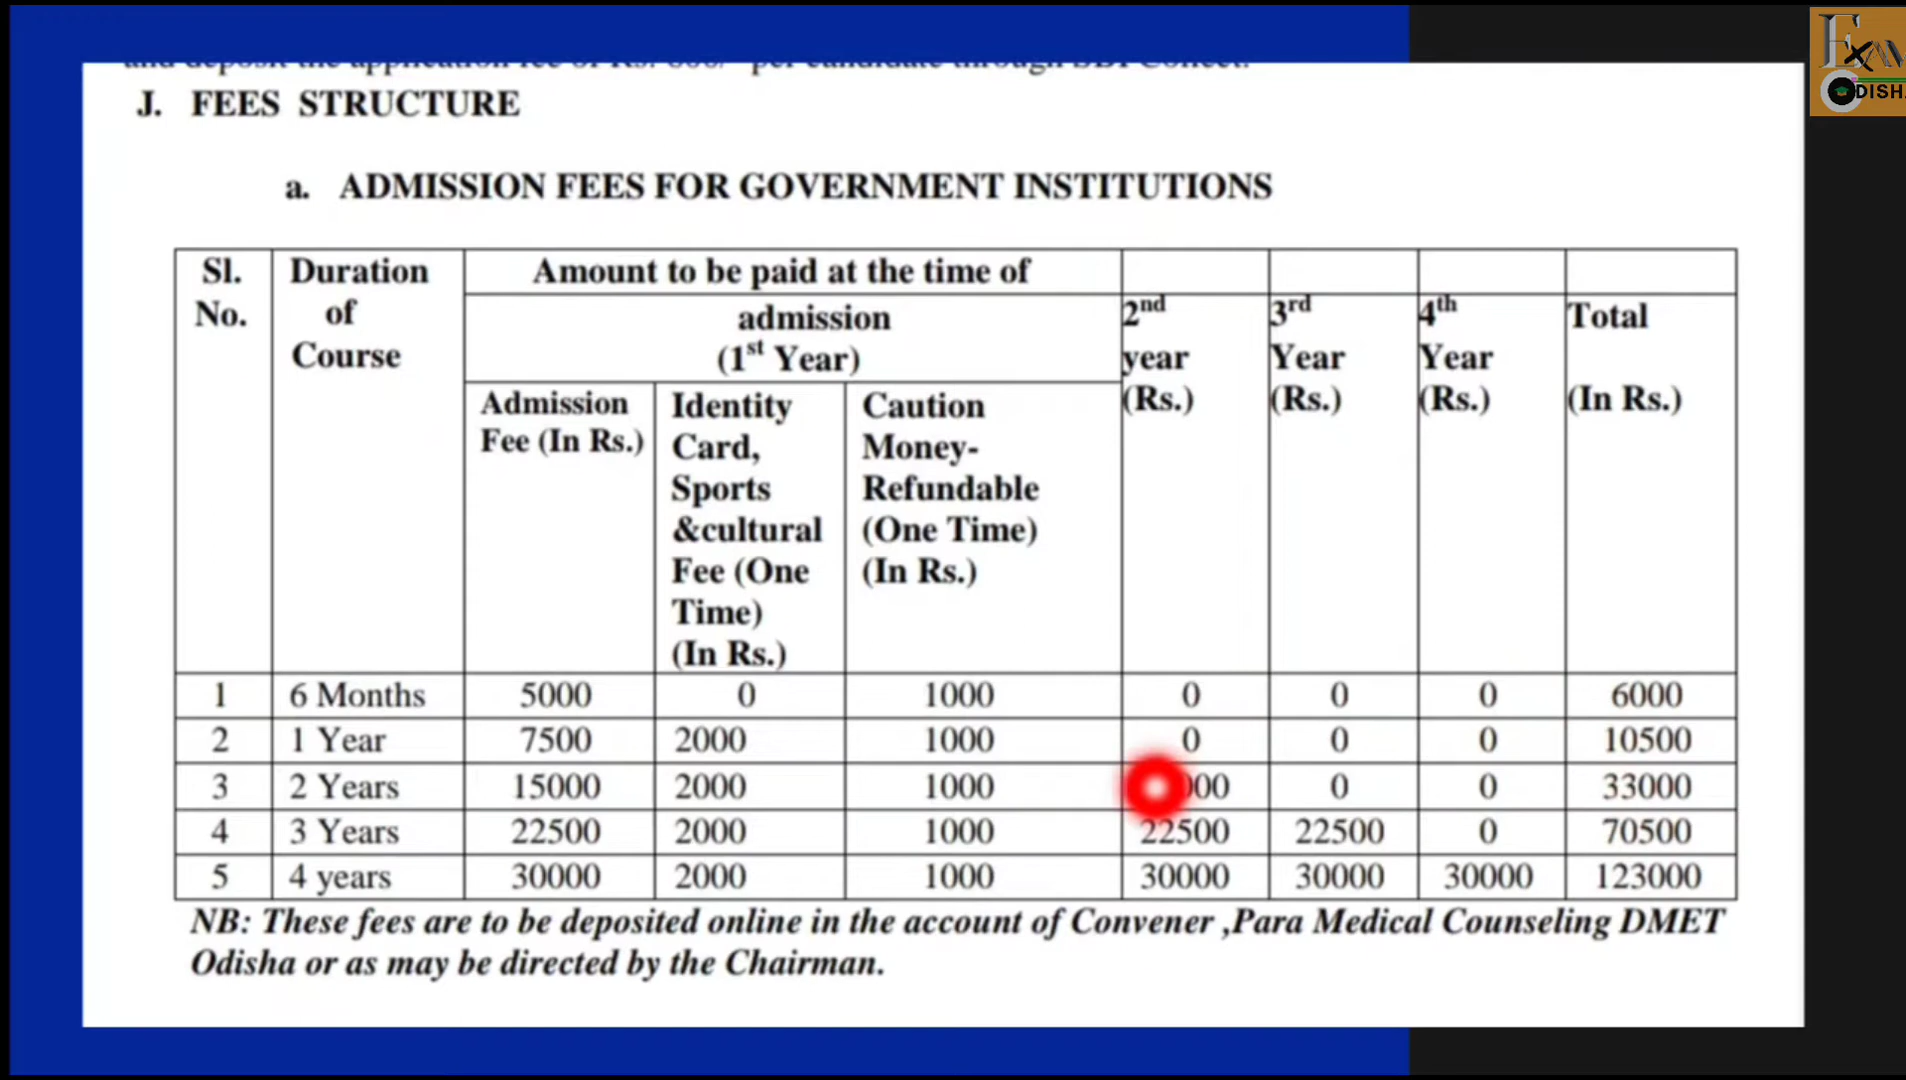 J. FEES STRUCTURE
a. ADMISSION FEES FOR GOVERNMENT INSTITUTIONS
Sl. No.
Duration of Course
Amount to be paid at the time of
admission
(1st Year)
Admission Fee (In Rs.)
Identity Card, Sports &cultural Fee (One Time) (In Rs.)
Caution Money- Refundable (One Time) (In Rs.)
2nd year (Rs.)
3rd Year (Rs.)
4th Year (Rs.)
Total (In Rs.)
1 6 Months 5000 0 1000 0 0 0 6000
2 1 Year 7500 2000 1000 0 0 0 10500
3 2 Years 15000 2000 1000 0 0 33000
4 3 Years 22500 2000 1000 22500 22500 0 70500
5 4 years 30000 2000 1000 30000 30000 30000 123000
NB: These fees are to be deposited online in the account of Convener ,Para Medical Counseling DMET
Odisha or as may be directed by the Chairman.